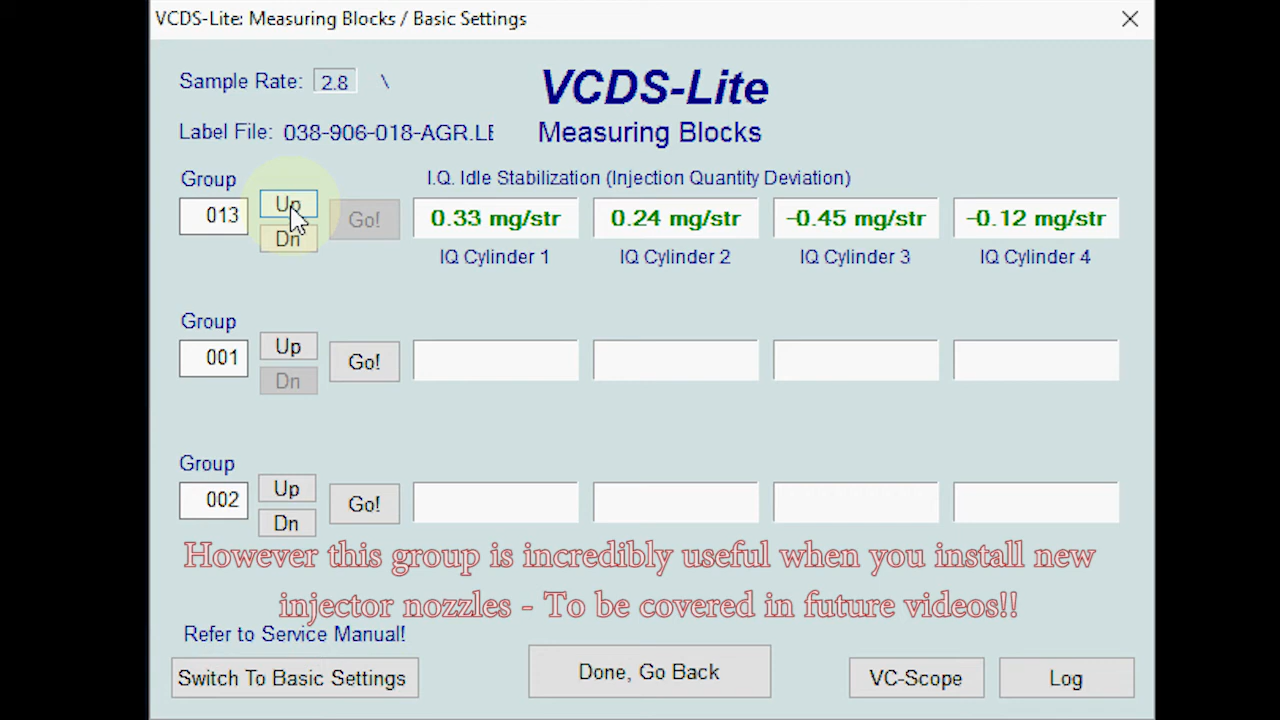 VCDS-Lite: Measuring Blocks / Basic Settings
Sample Rate: 2.8 \
VCDS-Lite
Label File: 038-906-018-AGR.LE
Measuring Blocks
Group
I.Q. Idle Stabilization (Injection Quantity Deviation)
013 Up Dn Go! 0.33 mg/str 0.24 mg/str -0.45 mg/str -0.12 mg/str
IQ Cylinder 1 IQ Cylinder 2 IQ Cylinder 3 IQ Cylinder 4
Group
001 Up Dn Go!
Group
002 Up Dn Go!
However this group is incredibly useful when you install new
injector nozzles - To be covered in future videos!!
Refer to Service Manual!
Switch To Basic Settings Done, Go Back VC-Scope Log